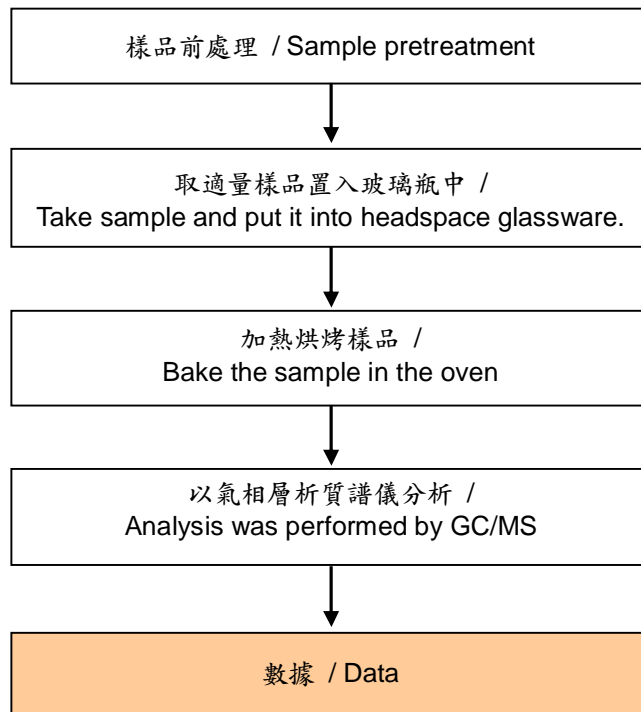 樣品前處理 / Sample pretreatment
取適量樣品置入玻璃瓶中 /
Take sample and put it into headspace glassware.
加熱烘烤樣品 /
Bake the sample in the oven
以氣相層析質譜儀分析 /
Analysis was performed by GC/MS
數據 / Data